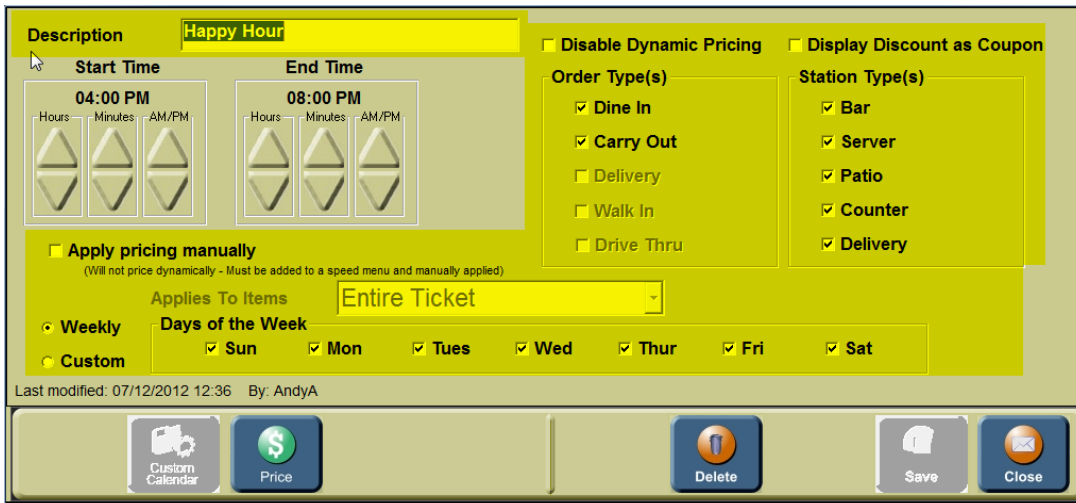 Description
Happy Hour
Disable Dynamic Pricing
Display Discount as Coupon
Start Time
End Time
04:00 PM
08:00 PM
Hours Minutes AM/PM
Hours Minutes AM/PM
Order Type(s)
Dine In
Carry Out
Delivery
Walk In
Drive Thru
Station Type(s)
Bar
Server
Patio
Counter
Delivery
Apply pricing manually
(Will not price dynamically - Must be added to a speed menu and manually applied)
Applies To Items
Entire Ticket
Weekly
Custom
Days of the Week
Sun Mon Tues Wed Thur Fri Sat
Last modified: 07/12/2012 12:36 By: AndyA
Custom
Calendar
$
Price
Delete
Save
Close